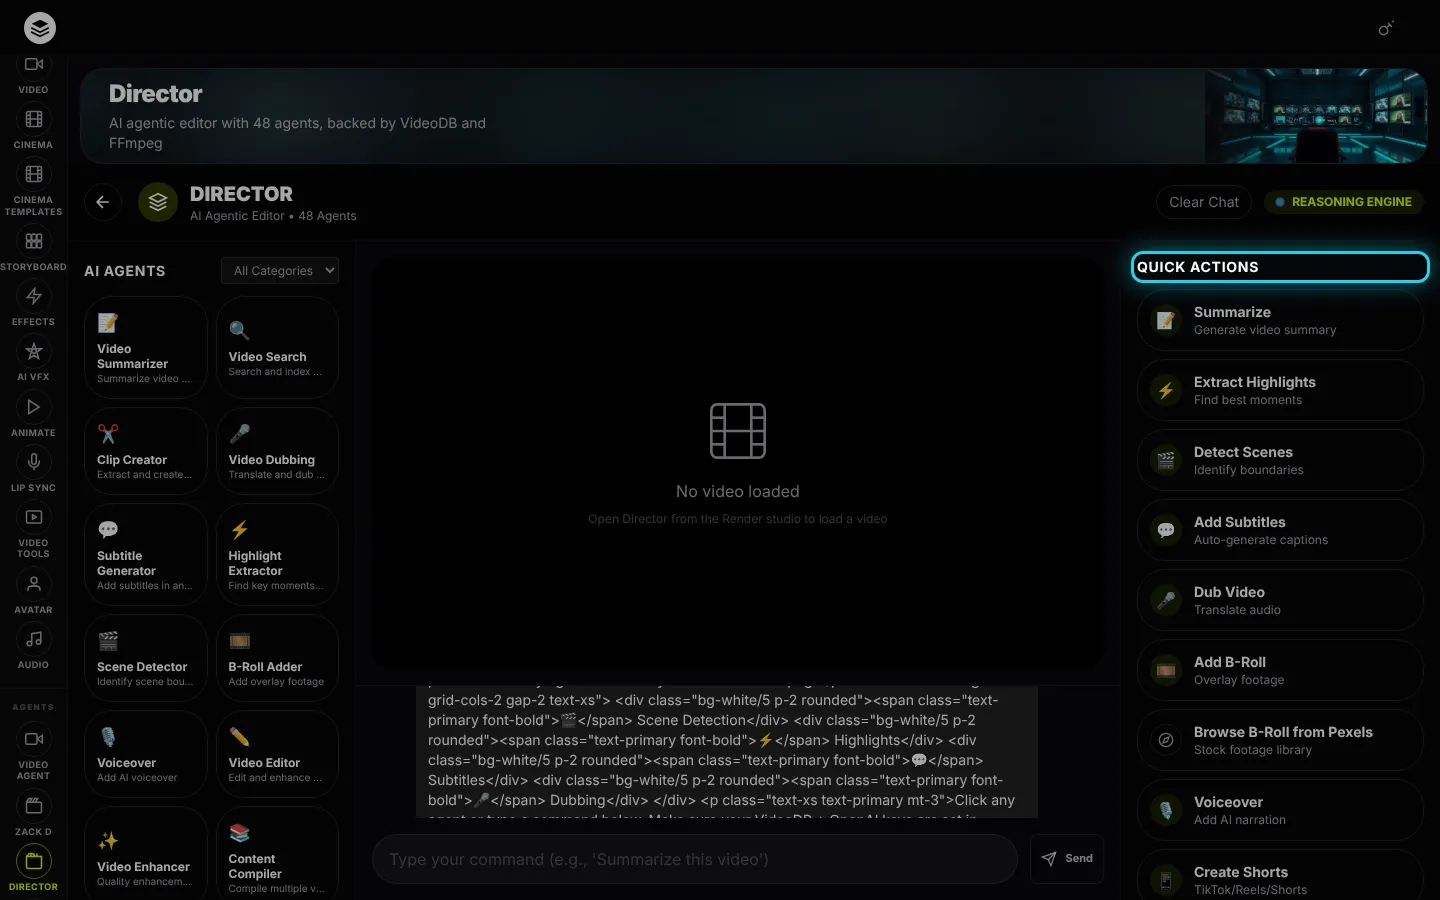 VIDEO
CINEMA
CINEMA
TEMPLATES
STORYBOARD
EFFECTS
AI VFX
ANIMATE
LIP SYNC
VIDEO
TOOLS
AVATAR
AUDIO
AGENTS
VIDEO
AGENT
ZACK D
DIRECTOR
Director
AI agentic editor with 48 agents, backed by VideoDB and
FFmpeg
DIRECTOR
AI Agentic Editor • 48 Agents
Clear Chat
REASONING ENGINE
AI AGENTS
All Categories
Video
Summarizer
Summarize video ...
Video Search
Search and index ...
Clip Creator
Extract and create...
Video Dubbing
Translate and dub ...
Subtitle
Generator
Add subtitles in an...
Highlight
Extractor
Find key moments...
Scene Detector
Identify scene bou...
B-Roll Adder
Add overlay footage
Voiceover
Add AI voiceover
Video Editor
Edit and enhance ...
Video Enhancer
Quality enhancem...
Content
Compiler
Compile multiple v...
No video loaded
Open Director from the Render studio to load a video
grid-cols-2 gap-2 text-xs"> <div class="bg-white/5 p-2 rounded"><span class="text-
primary font-bold">🎬</span> Scene Detection</div> <div class="bg-white/5 p-2
rounded"><span class="text-primary font-bold">⚡</span> Highlights</div> <div
class="bg-white/5 p-2 rounded"><span class="text-primary font-bold">💬</span>
Subtitles</div> <div class="bg-white/5 p-2 rounded"><span class="text-primary font-
bold">🎤</span> Dubbing</div> </div> <p class="text-xs text-primary mt-3">Click any
Type your command (e.g., 'Summarize this video')
Send
QUICK ACTIONS
Summarize
Generate video summary
Extract Highlights
Find best moments
Detect Scenes
Identify boundaries
Add Subtitles
Auto-generate captions
Dub Video
Translate audio
Add B-Roll
Overlay footage
Browse B-Roll from Pexels
Stock footage library
Voiceover
Add AI narration
Create Shorts
TikTok/Reels/Shorts